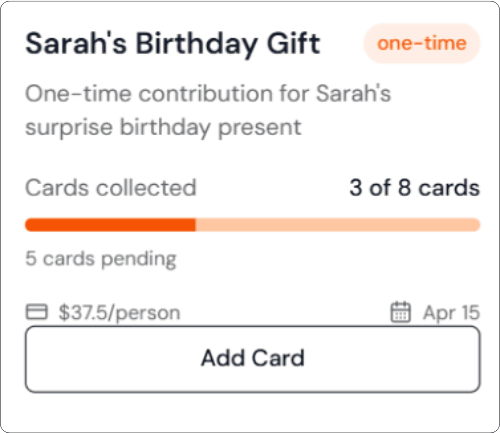 Sarah's Birthday Gift one-time
One-time contribution for Sarah's
surprise birthday present
Cards collected 3 of 8 cards
5 cards pending
$37.5/person Apr 15
Add Card